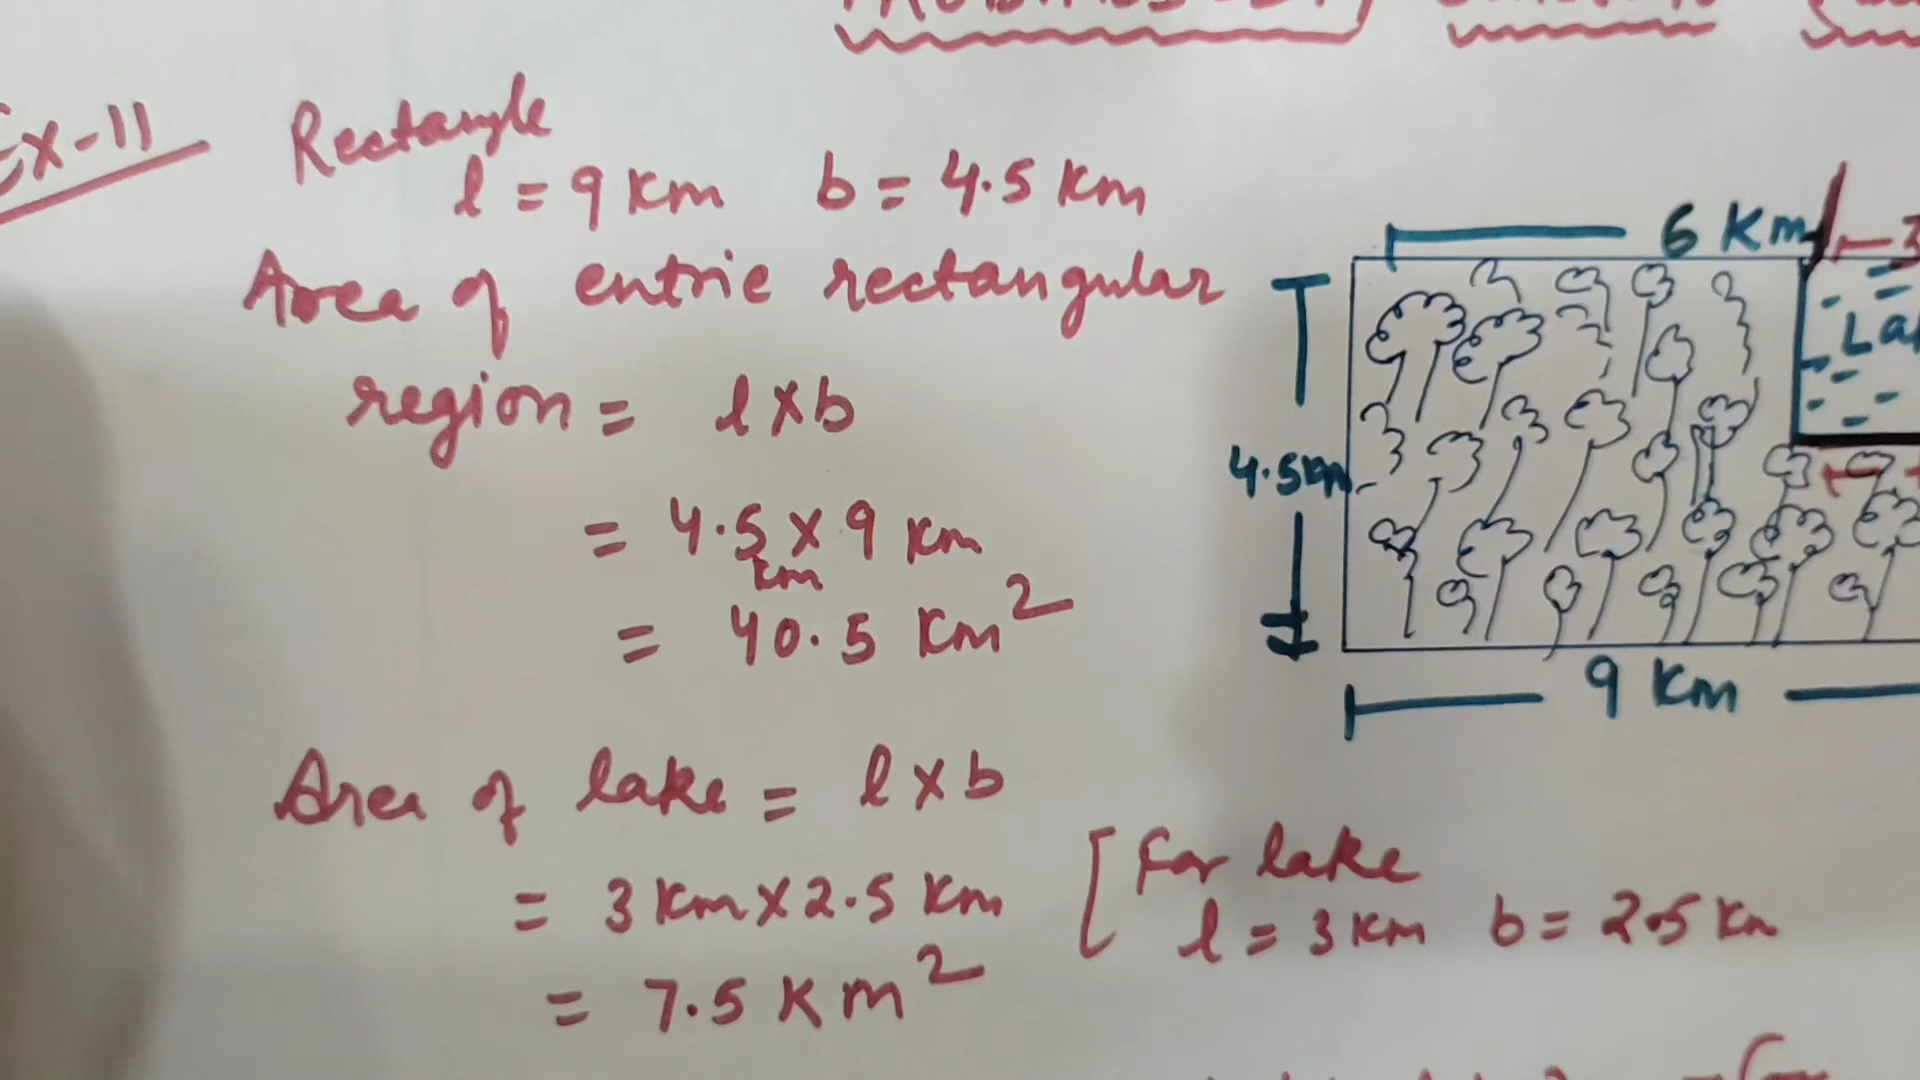 Ex-11
Rectangle
l = 9 Km b = 4.5 Km
Area of entrie rectangular
region = l x b
= 4.5 x 9 Km
km
= 40.5 Km²
Area of lake = l x b
= 3 Km x 2.5 Km
= 7.5 Km²
[ For lake
l = 3 Km b = 2.5 Km
6 Km
3
4.5 Km
9 Km